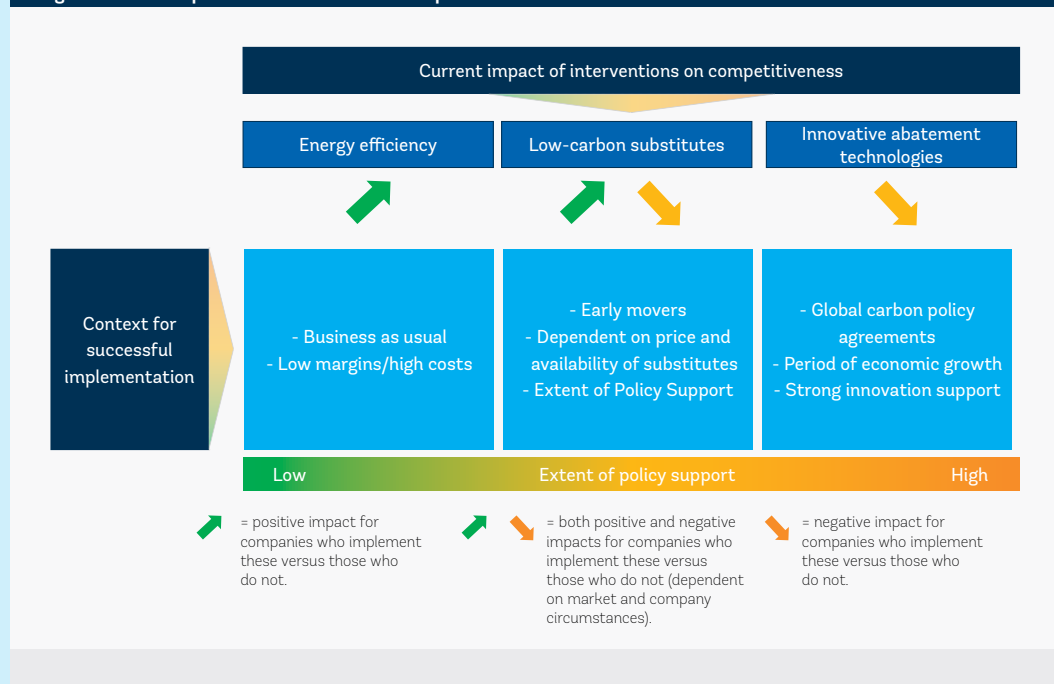 Current impact of interventions on competitiveness
Energy efficiency
Low-carbon substitutes
Innovative abatement
technologies
Context for
successful
implementation
- Business as usual
- Low margins/high costs
- Early movers
- Dependent on price and
availability of substitutes
- Extent of Policy Support
- Global carbon policy
agreements
- Period of economic growth
- Strong innovation support
Low
Extent of policy support
High
= positive impact for
companies who implement
these versus those who
do not.
= both positive and negative
impacts for companies who
implement these versus
those who do not (dependent
on market and company
circumstances).
= negative impact for
companies who implement
these versus those who
do not.